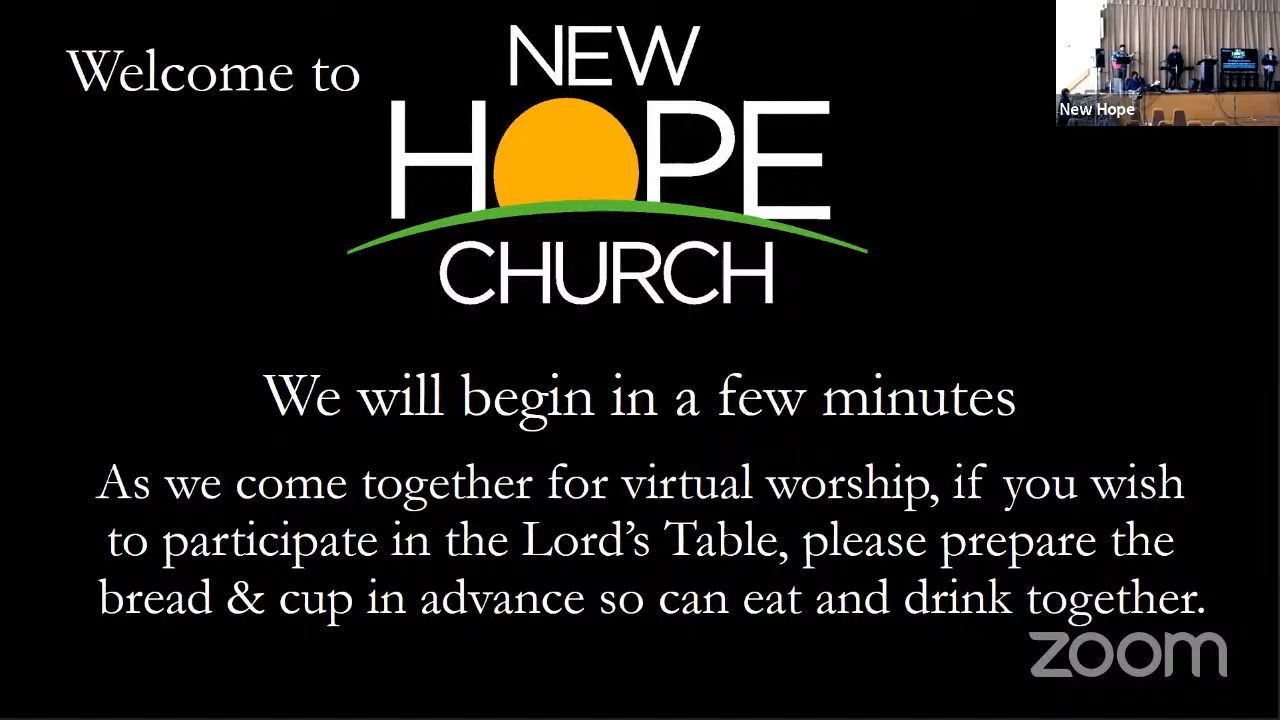 Welcome to
NEW
HOPE
CHURCH
New Hope
We will begin in a few minutes
As we come together for virtual worship, if you wish
to participate in the Lord's Table, please prepare the
bread & cup in advance so can eat and drink together.
zoom